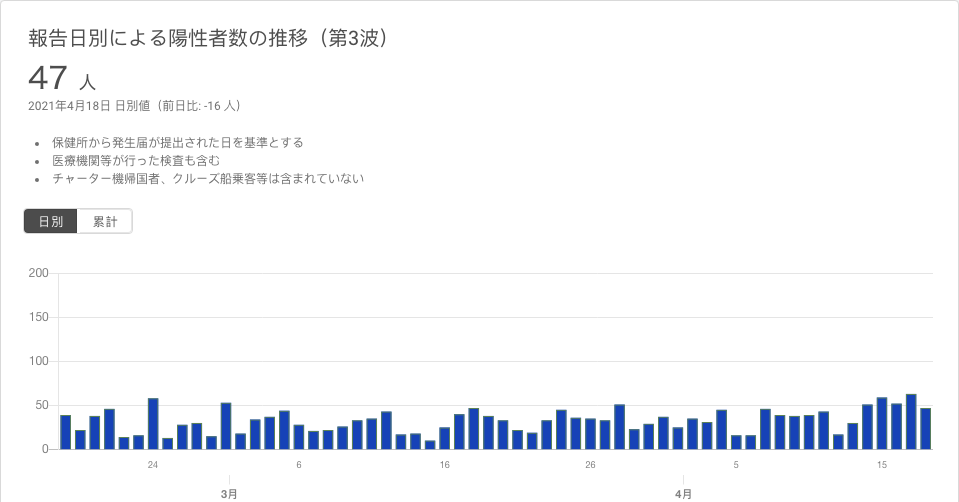 報告日別による陽性者数の推移（第3波）
47 人
2021年4月18日 日別値（前日比: -16 人）
保健所から発生届が提出された日を基準とする
医療機関等が行った検査も含む
チャーター機帰国者、クルーズ船乗客等は含まれていない
日別 累計
200
150
100
50
0
24 6 16 26 5 15
3月 4月